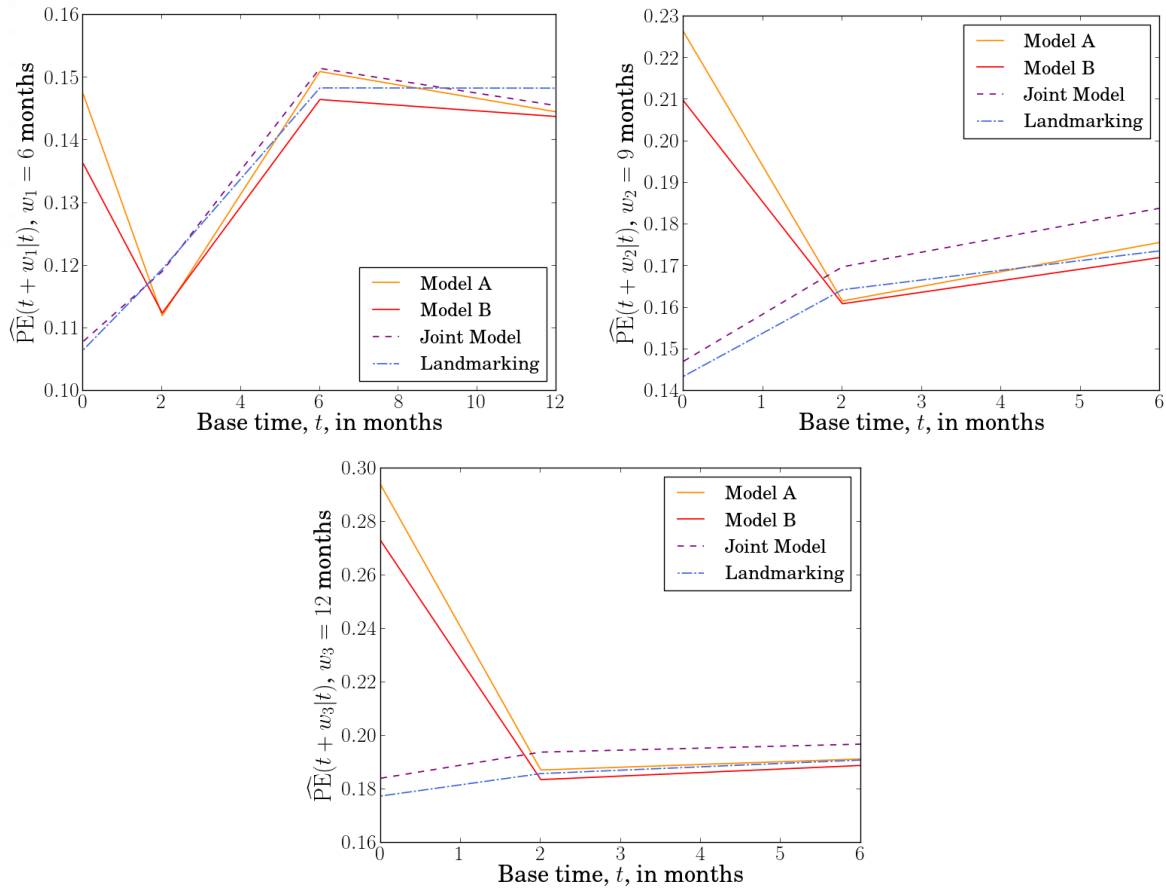 0.16
0.15
0.14
0.13
0.12
0.11
0.10
0 2 4 6 8 10 12
Base time, t, in months
P̂E(t + w₁|t), w₁ = 6 months
Model A
Model B
Joint Model
Landmarking
0.23
0.22
0.21
0.20
0.19
0.18
0.17
0.16
0.15
0.14
0 1 2 3 4 5 6
Base time, t, in months
P̂E(t + w₂|t), w₂ = 9 months
Model A
Model B
Joint Model
Landmarking
0.30
0.28
0.26
0.24
0.22
0.20
0.18
0.16
0 1 2 3 4 5 6
Base time, t, in months
P̂E(t + w₃|t), w₃ = 12 months
Model A
Model B
Joint Model
Landmarking